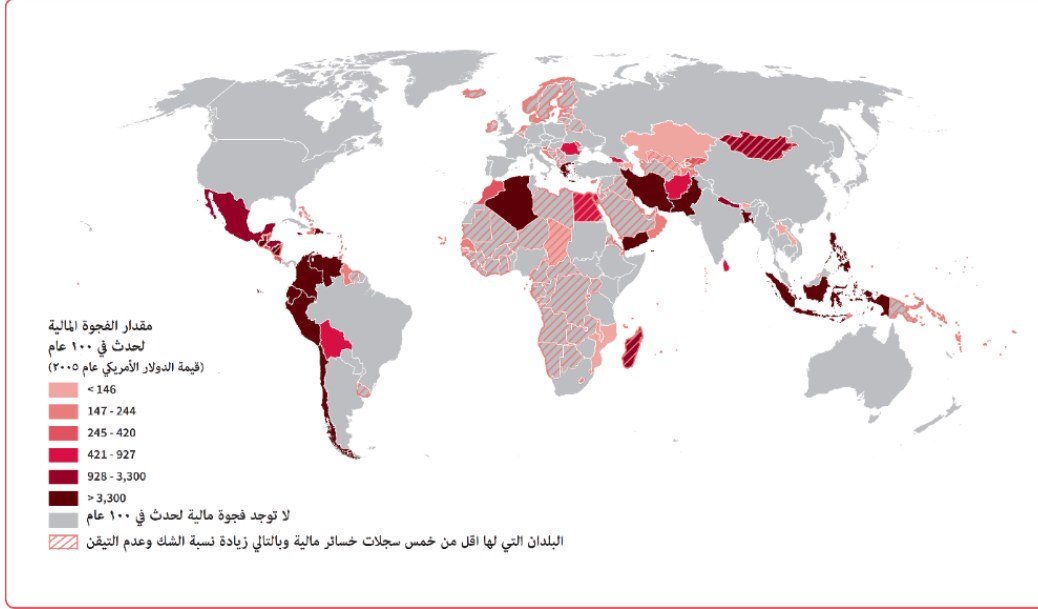 مقدار الفجوة المالية
لحدث في ١٠٠ عام
(قيمة الدولار الأمريكي عام ٢٠٠٥)
< 146
147 - 244
245 - 420
421 - 927
928 - 3,300
> 3,300
لا توجد فجوة مالية لحدث في ١٠٠ عام
البلدان التي لها اقل من خمس سجلات خسائر مالية وبالتالي زيادة نسبة الشك وعدم التيقن